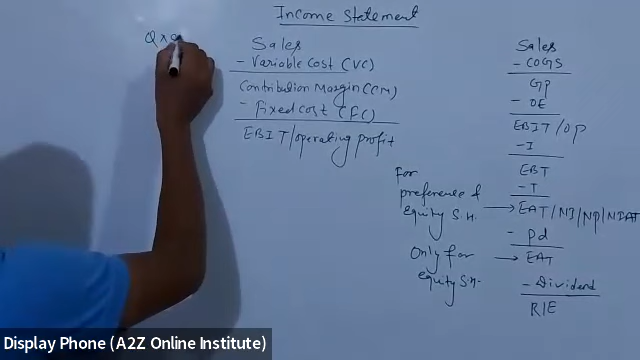 Income Statement
Q x
Sales
- Variable Cost (VC)
Contribution Margin (CM)
- Fixed Cost (FC)
EBIT/operating profit
Sales
- COGS
GP
- OE
EBIT/OP
- I
EBT
- T
For
preference &
equity S.H.
EAT/NI/NP/NPAT
- Pd
Only for
equity SH.
EAT
- Dividend
R/E
Display Phone (A2Z Online Institute)